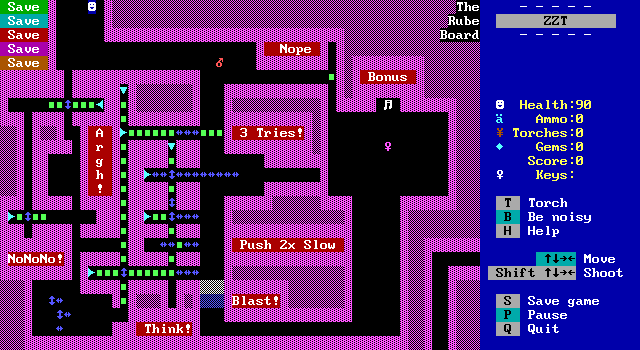 Save
Save
Save
Save
Save
The
Rube
Board
- - - - -
ZZT
- - - - -
Nope
Bonus
Argh!
3 Tries!
NoNoNo!
Push 2x Slow
Blast!
Think!
Health:90
Ammo:0
Torches:0
Gems:0
Score:0
Keys:
T Torch
B Be noisy
H Help
↑↓→← Move
Shift ↑↓→← Shoot
S Save game
P Pause
Q Quit